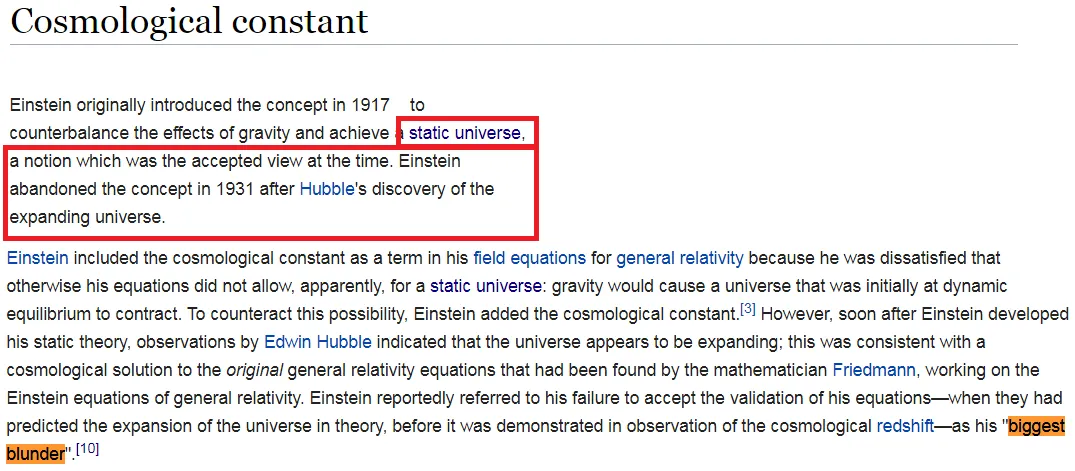 Cosmological constant
Einstein originally introduced the concept in 1917 to
counterbalance the effects of gravity and achieve a static universe,
a notion which was the accepted view at the time. Einstein
abandoned the concept in 1931 after Hubble's discovery of the
expanding universe.
Einstein included the cosmological constant as a term in his field equations for general relativity because he was dissatisfied that
otherwise his equations did not allow, apparently, for a static universe: gravity would cause a universe that was initially at dynamic
equilibrium to contract. To counteract this possibility, Einstein added the cosmological constant.[3] However, soon after Einstein developed
his static theory, observations by Edwin Hubble indicated that the universe appears to be expanding; this was consistent with a
cosmological solution to the original general relativity equations that had been found by the mathematician Friedmann, working on the
Einstein equations of general relativity. Einstein reportedly referred to his failure to accept the validation of his equations—when they had
predicted the expansion of the universe in theory, before it was demonstrated in observation of the cosmological redshift—as his "biggest
blunder".[10]